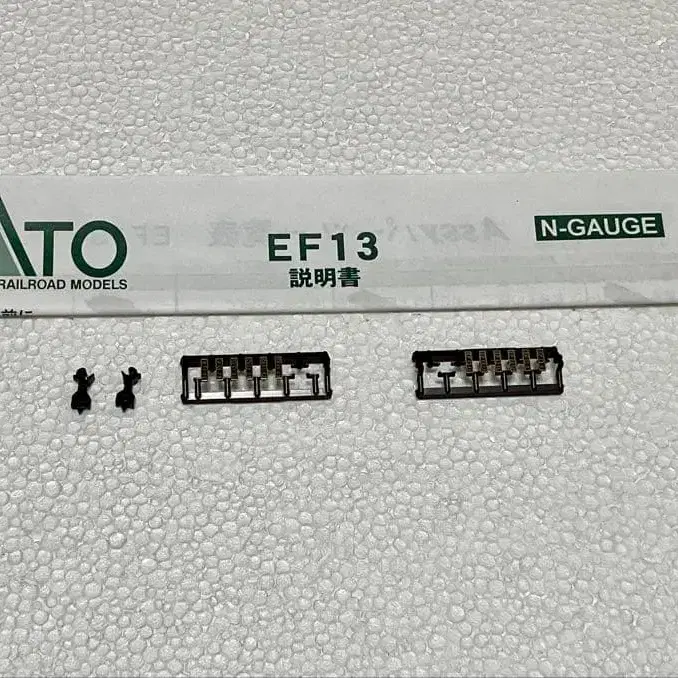 ATO
RAILROAD MODELS
EF13
説明書
N-GAUGE